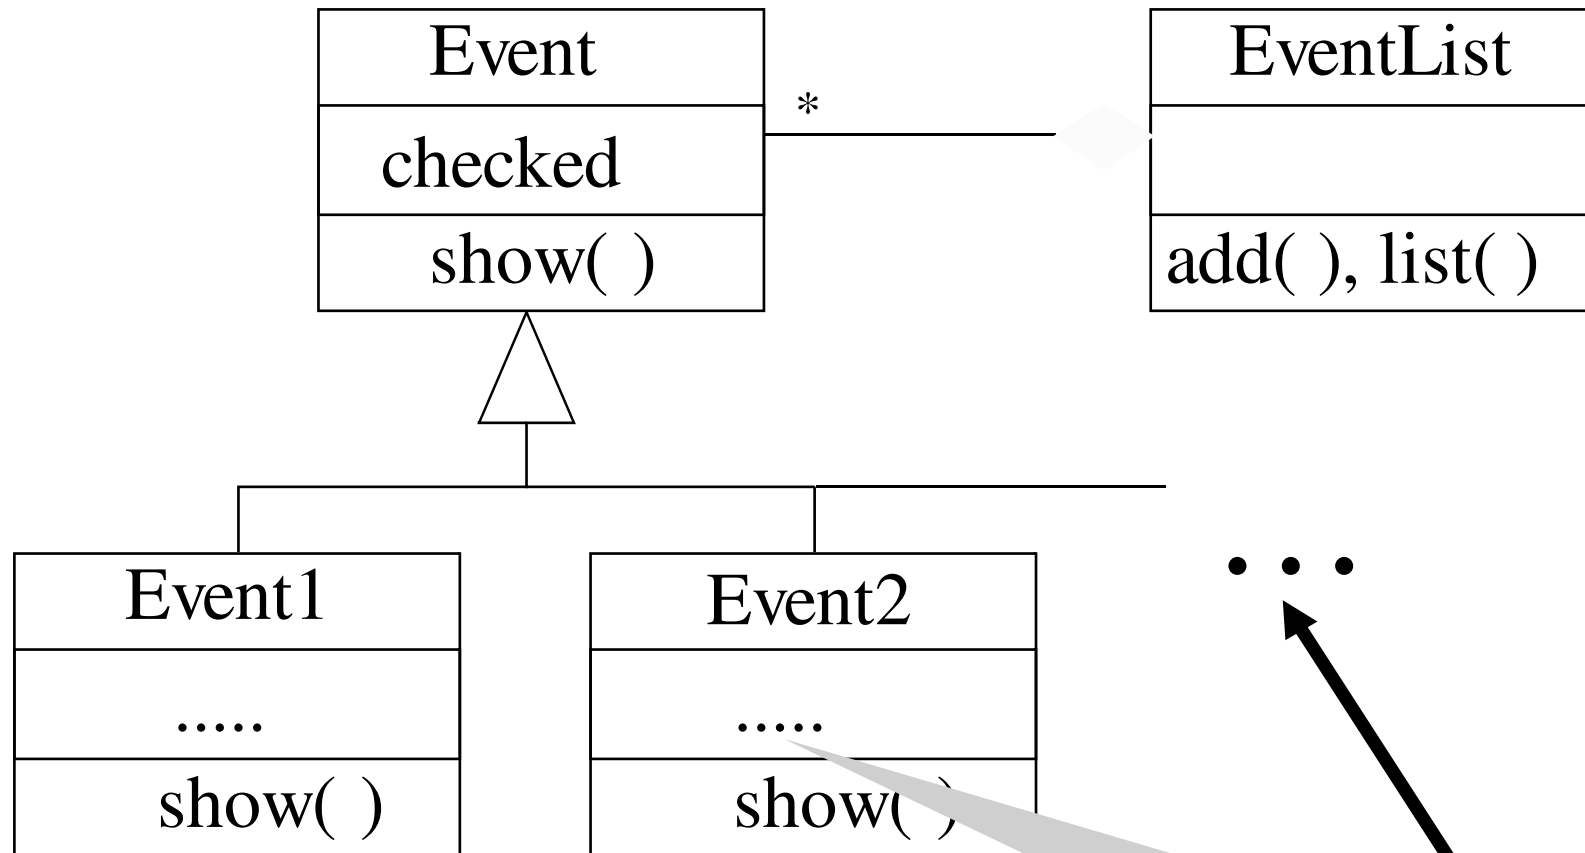 Event
EventList
*
checked
show( )
add( ), list( )
• • •
Event1
Event2
.....
.....
show( )
show( )